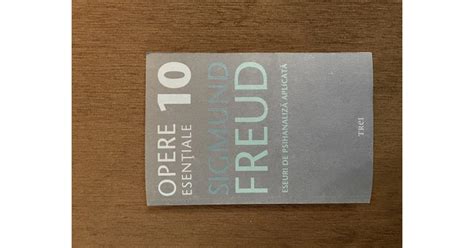 OPERE 10
ESENȚIALE
SIGMUND
FREUD
ESEURI DE PSIHANALIZĂ APLICATĂ
TREI